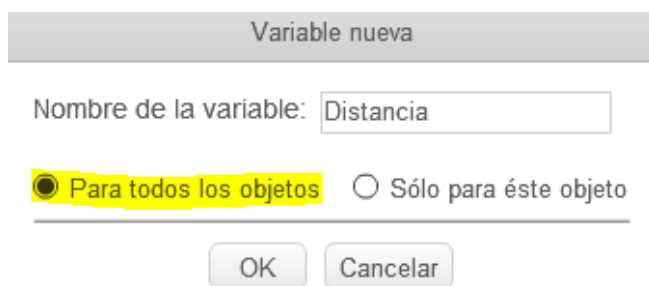 Variable nueva
Nombre de la variable: Distancia
Para todos los objetos Sólo para éste objeto
OK Cancelar